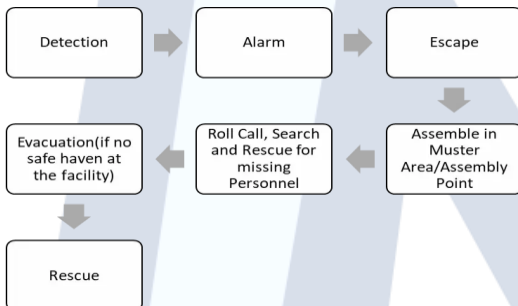 Detection
Alarm
Escape
Assemble in
Muster
Area/Assembly
Point
Roll Call, Search
and Rescue for
missing
Personnel
Evacuation(if no
safe haven at
the facility)
Rescue